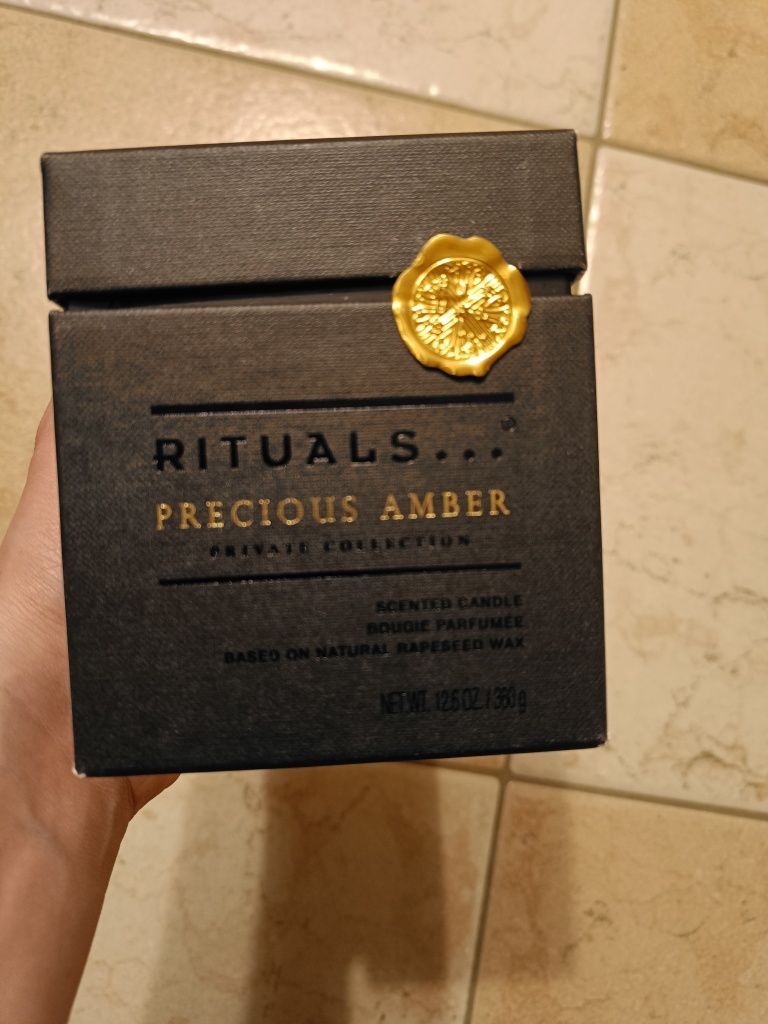 RITUALS...®
PRECIOUS AMBER
PRIVATE COLLECTION
SCENTED CANDLE
BOUGIE PARFUMÉE
BASED ON NATURAL RAPESEED WAX
NET WT. 12.6 OZ. / 360 g